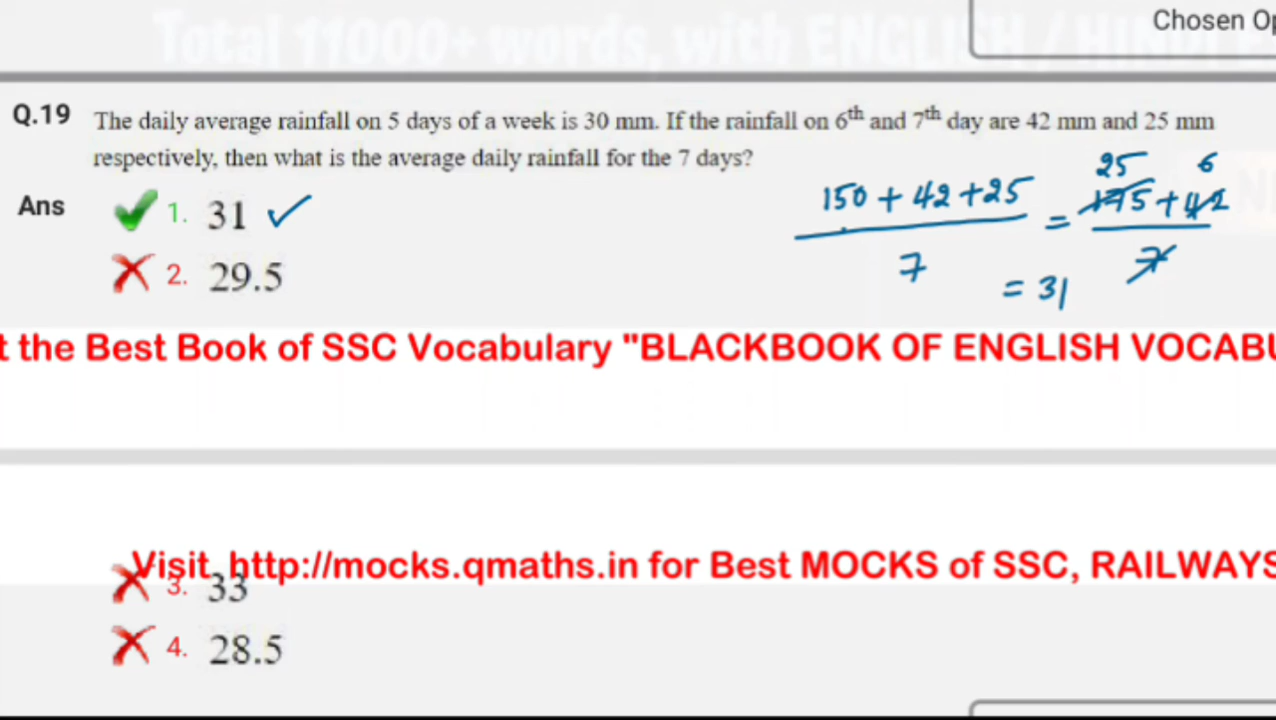 Total 11000+ words, with ENGLISH / HINDI
Chosen Op
Q.19 The daily average rainfall on 5 days of a week is 30 mm. If the rainfall on 6th and 7th day are 42 mm and 25 mm
respectively, then what is the average daily rainfall for the 7 days?
Ans 1. 31
2. 29.5
150 + 42 + 25 = 175 + 42
25 6
7 7
= 31
t the Best Book of SSC Vocabulary "BLACKBOOK OF ENGLISH VOCABU
Visit http://mocks.qmaths.in for Best MOCKS of SSC, RAILWAYS
3. 33
4. 28.5